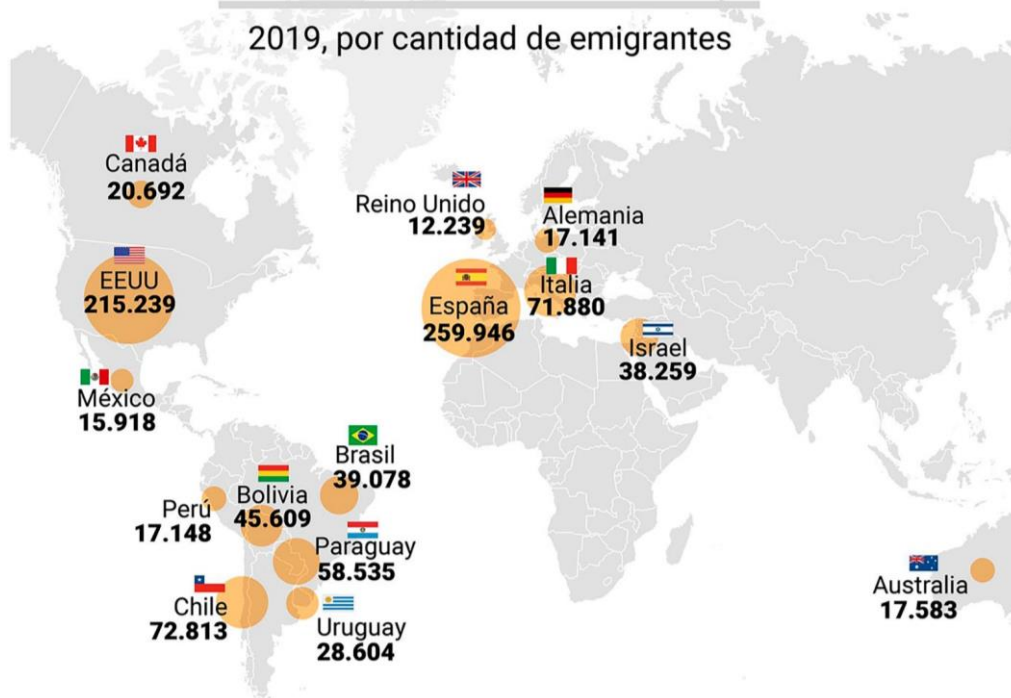 2019, por cantidad de emigrantes
Canadá
20.692
EEUU
215.239
México
15.918
Reino Unido
12.239
Alemania
17.141
España
259.946
Italia
71.880
Israel
38.259
Brasil
39.078
Bolivia
45.609
Perú
17.148
Paraguay
58.535
Chile
72.813
Uruguay
28.604
Australia
17.583